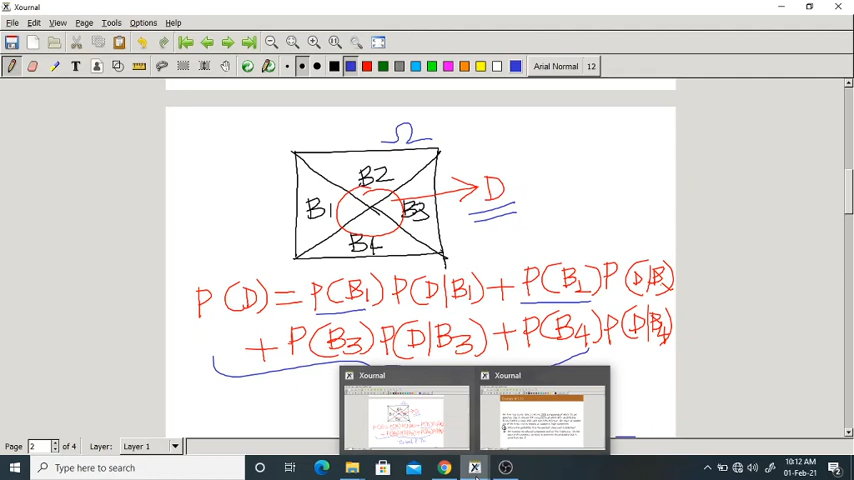 Xournal
File Edit View Page Tools Options Help
Arial Normal 12
Ω
B2
B1 B3 D
B4
P(D) = P(B1) P(D|B1) + P(B2) P(D|B2)
+ P(B3) P(D|B3) + P(B4) P(D|B4)
Xournal Xournal
Page 2 of 4 Layer: Layer 1
Type here to search
10:12 AM
01-Feb-21